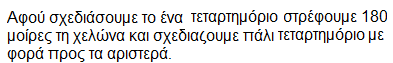 Αφού σχεδιάσουμε το ένα τεταρτημόριο στρέφουμε 180
μοίρες τη χελώνα και σχεδιαζουμε πάλι τεταρτημόριο με
φορά προς τα αριστερά.